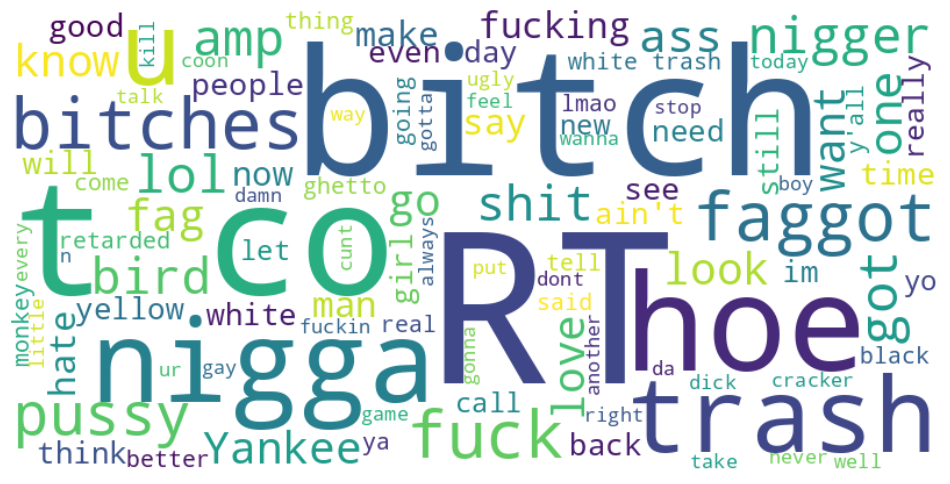 good
u
kill
amp
thing
make
fucking
ass
nigger
know
coon
even
day
white trash
today
bitch
talk
people
bitches
way
going
gotta
ugly
feel
say
lmao
new
wanna
stop
need
still
want
y'all
one
really
will
come
lol
now
damn
ghetto
see
boy
time
t co
fag
go
shit
ain't
faggot
retarded
n
every
let
cunt
girl
always
RT
put
dont
tell
said
look
im
got
yo
bird
monkey
little
yellow
white
man
fuckin
real
hoe
black
hate
nigga
ur
gay
gonna
love
another
da
dick
cracker
pussy
game
call
right
trash
think
better
Yankee
ya
fuck
back
take
never
well